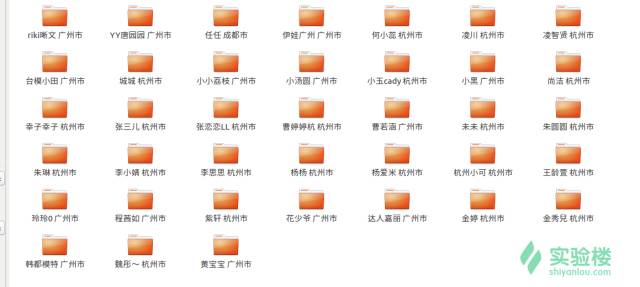 riki晰文 广州市 YY唐园园 广州市 任任 成都市 伊娃广州 广州市 何小蕊 杭州市 凌川 杭州市 凌智贤 杭州市
台模小田 广州市 城城 杭州市 小小荔枝 广州市 小汤圆 广州市 小玉cady 杭州市 小黑 广州市 尚洁 杭州市
幸子幸子 杭州市 张三儿 杭州市 张恋恋LL 杭州市 曹婷婷 杭州市 曹若涵 广州市 未未 杭州市 朱圆圆 杭州市
朱琳 杭州市 李小婧 杭州市 李思思 杭州市 杨杨 杭州市 杨爱米 杭州市 杭州小可 杭州市 王龄萱 杭州市
玲玲0 广州市 程茜如 广州市 紫轩 杭州市 花少爷 广州市 达人嘉丽 广州市 金婷 杭州市 金秀兒 杭州市
韩都模特 广州市 魏彤~ 杭州市 黄宝宝 广州市
实验楼
shiyanlou.com